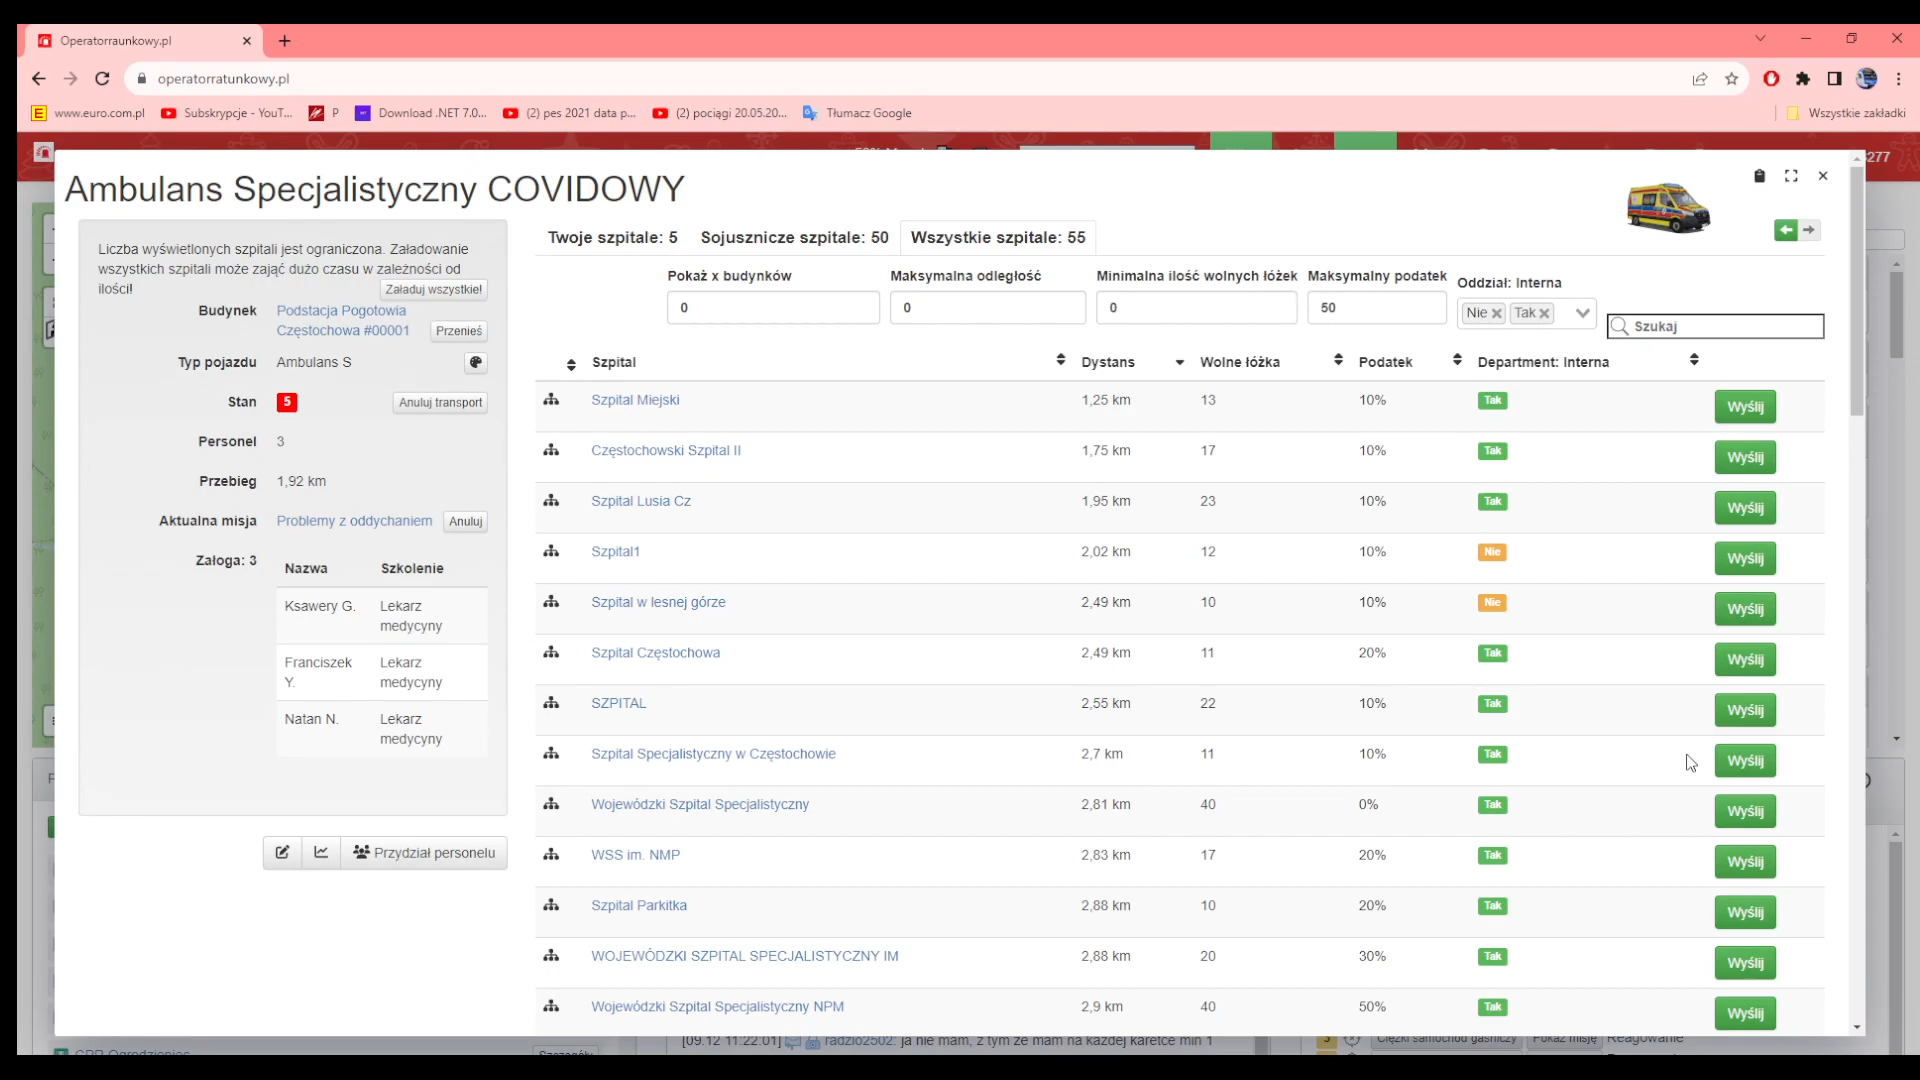 Operatorraunkowy.pl
operatorratunkowy.pl
www.euro.com.pl
Subskrypcje - YouT...
P
Download .NET 7.0...
(2) pes 2021 data p...
(2) pociągi 20.05.20...
Tłumacz Google
Wszystkie zakładki
277
Ambulans Specjalistyczny COVIDOWY
Liczba wyświetlonych szpitali jest ograniczona. Załadowanie
wszystkich szpitali może zająć dużo czasu w zależności od
ilości!
Załaduj wszystkie!
Budynek Podstacja Pogotowia
Częstochowa #00001 Przenieś
Typ pojazdu Ambulans S
Stan 5 Anuluj transport
Personel 3
Przebieg 1,92 km
Aktualna misja Problemy z oddychaniem Anuluj
Załoga: 3
Nazwa Szkolenie
Ksawery G. Lekarz
medycyny
Franciszek Lekarz
Y. medycyny
Natan N. Lekarz
medycyny
Przydział personelu
Twoje szpitale: 5 Sojusznicze szpitale: 50 Wszystkie szpitale: 55
Pokaż x budynków Maksymalna odległość Minimalna ilość wolnych łóżek Maksymalny podatek Oddział: Interna
0 0 0 50 Nie Tak
Szukaj
Szpital Dystans Wolne łóżka Podatek Department: Interna
Szpital Miejski 1,25 km 13 10% Tak Wyślij
Częstochowski Szpital II 1,75 km 17 10% Tak Wyślij
Szpital Lusia Cz 1,95 km 23 10% Tak Wyślij
Szpital1 2,02 km 12 10% Nie Wyślij
Szpital w lesnej górze 2,49 km 10 10% Nie Wyślij
Szpital Częstochowa 2,49 km 11 20% Tak Wyślij
SZPITAL 2,55 km 22 10% Tak Wyślij
Szpital Specjalistyczny w Częstochowie 2,7 km 11 10% Tak Wyślij
Wojewódzki Szpital Specjalistyczny 2,81 km 40 0% Tak Wyślij
WSS im. NMP 2,83 km 17 20% Tak Wyślij
Szpital Parkitka 2,88 km 10 20% Tak Wyślij
WOJEWÓDZKI SZPITAL SPECJALISTYCZNY IM 2,88 km 20 30% Tak Wyślij
Wojewódzki Szpital Specjalistyczny NPM 2,9 km 40 50% Tak Wyślij
[09.12 11:22:01] radzio2502: ja nie mam, z tym że mam na każdej karetce min 1
Ciężki samochód gaśniczy Pokaż misję Reagowanie